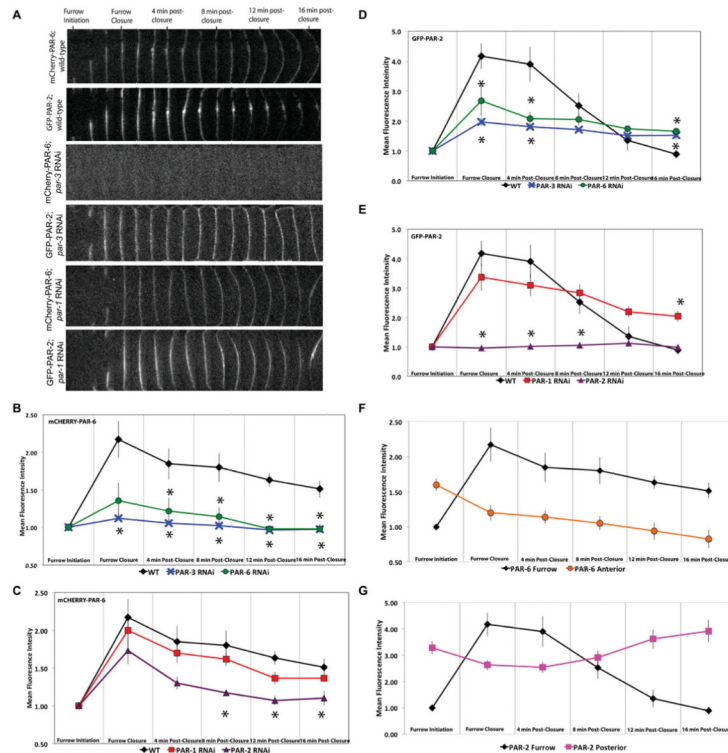 A
Furrow Initiation
Furrow Closure
4 min post-closure
8 min post-closure
12 min post-closure
16 min post-closure
mCherry-PAR-6; wild-type
GFP-PAR-2; wild-type
mCherry-PAR-6; par-3 RNAi
GFP-PAR-2; par-3 RNAi
mCherry-PAR-6; par-1 RNAi
GFP-PAR-2; par-1 RNAi
B
mCHERRY-PAR-6
Mean Fluorescence Intesity
2.50
2.00
1.50
1.00
0.50
* * * *
* * * * *
Furrow Initiation Furrow Closure 4 min Post-Closure 8 min Post-Closure 12 min Post-Closure 16 min Post-Closure
WT PAR-3 RNAi PAR-6 RNAi
C
mCHERRY-PAR-6
Mean Fluorescence Intensity
2.50
2.00
1.50
1.00
0.50
* * *
Furrow Initiation Furrow Closure 4 min Post-Closure 8 min Post-Closure 12 min Post-Closure 16 min Post-Closure
WT PAR-1 RNAi PAR-2 RNAi
D
GFP-PAR-2
Mean Fluorescence Inteinsity
5.0
4.0
3.0
2.0
1.0
0.0
* * *
* * *
Furrow Initiation Furrow Closure 4 min Post-Closure 8 min Post-Closure 12 min Post-Closure 16 min Post-Closure
WT PAR-3 RNAi PAR-6 RNAi
E
GFP-PAR-2
Mean Fluorescence Inteinsity
5.0
4.0
3.0
2.0
1.0
0.0
*
* * *
Furrow Initiation Furrow Closure 4 min Post-Closure 8 min Post-Closure 12 min Post-Closure 16 min Post-Closure
WT PAR-1 RNAi PAR-2 RNAi
F
Mean Fluorescence Intesity
2.50
2.00
1.50
1.00
0.50
Furrow Initiation Furrow Closure 4 min Post-Closure 8 min Post-Closure 12 min Post-Closure 16 min Post-Closure
PAR-6 Furrow PAR-6 Anterior
G
Mean Fluorescence Intensity
5.00
4.00
3.00
2.00
1.00
0.00
Furrow Initiation Furrow Closure 4 min Post-Closure 8 min Post-Closure 12 min Post-Closure 16 min Post-Closure
PAR-2 Furrow PAR-2 Posterior